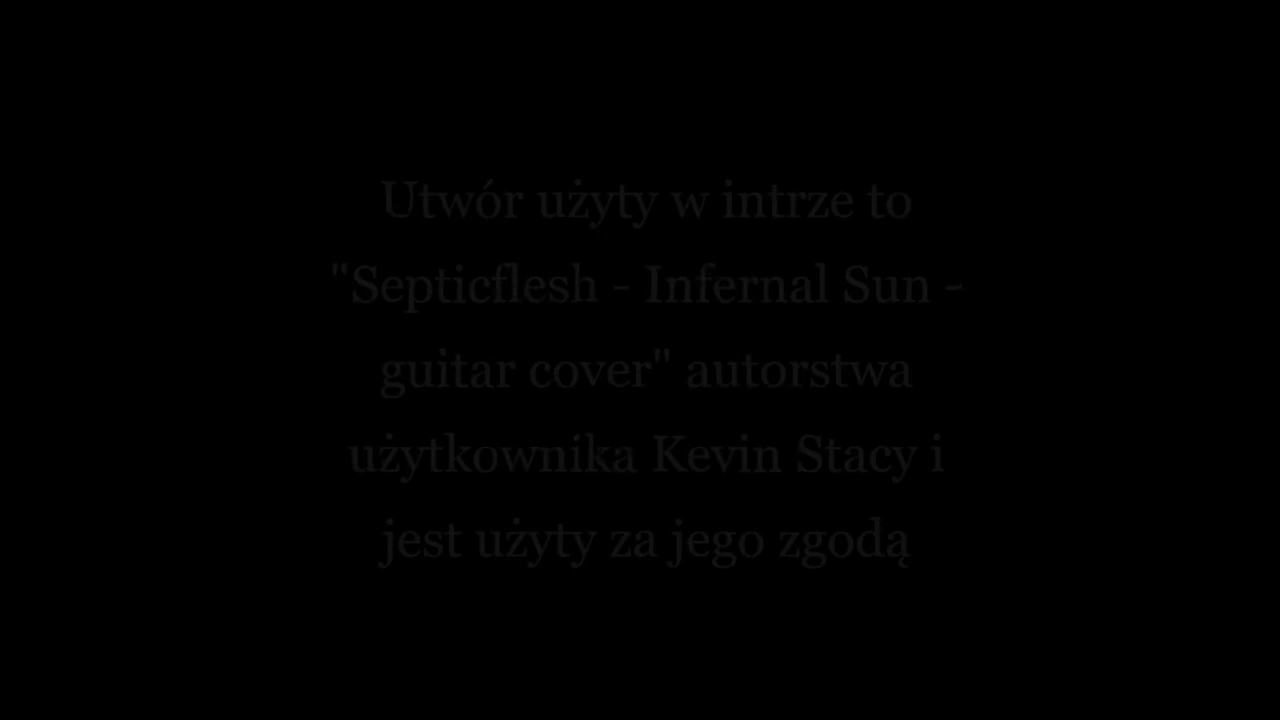 Utwór użyty w intrze to
"Septicflesh - Infernal Sun -
guitar cover" autorstwa
użytkownika Kevin Stacy i
jest użyty za jego zgodą